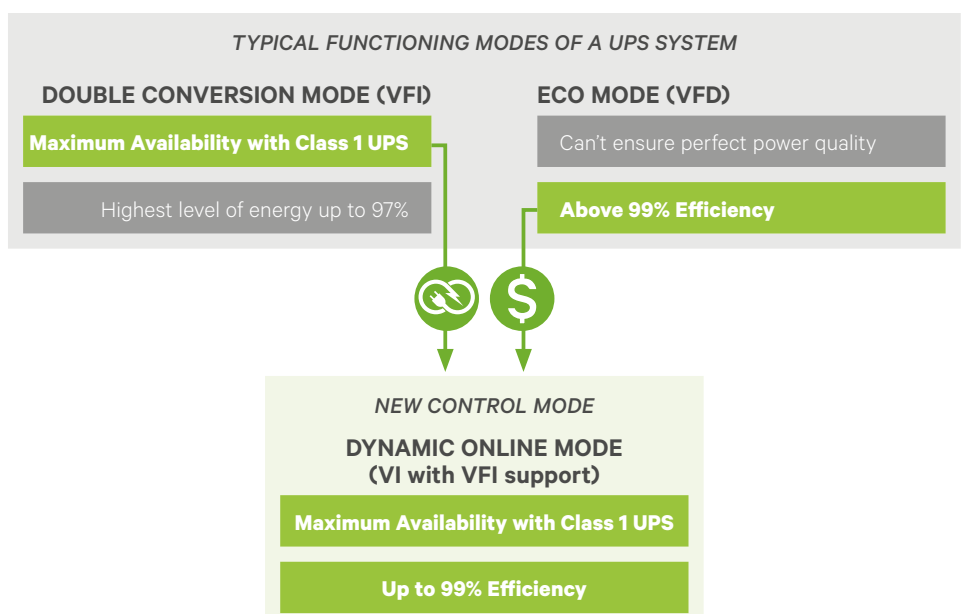 TYPICAL FUNCTIONING MODES OF A UPS SYSTEM
DOUBLE CONVERSION MODE (VFI)
Maximum Availability with Class 1 UPS
Highest level of energy up to 97%
ECO MODE (VFD)
Can't ensure perfect power quality
Above 99% Efficiency
$
NEW CONTROL MODE
DYNAMIC ONLINE MODE
(VI with VFI support)
Maximum Availability with Class 1 UPS
Up to 99% Efficiency